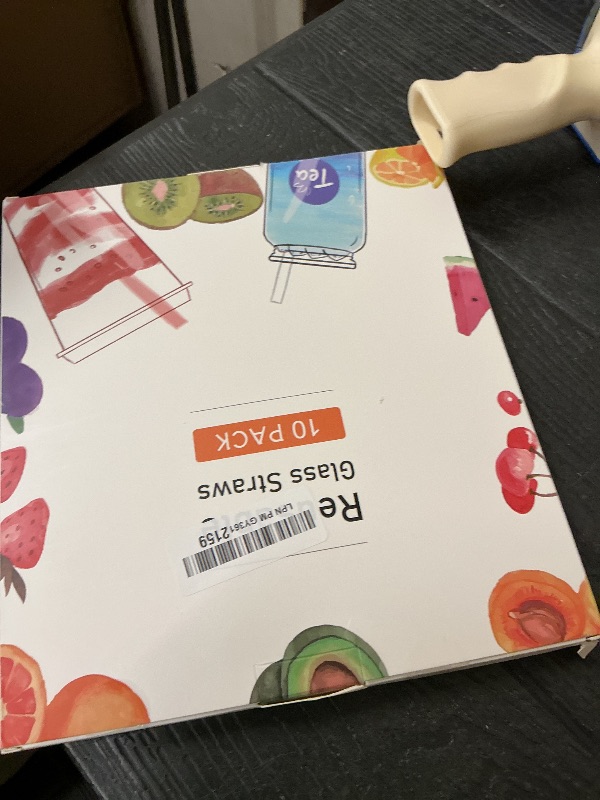 Re
Glass Straws
10 PACK
LPN PM GY3612159
Tea